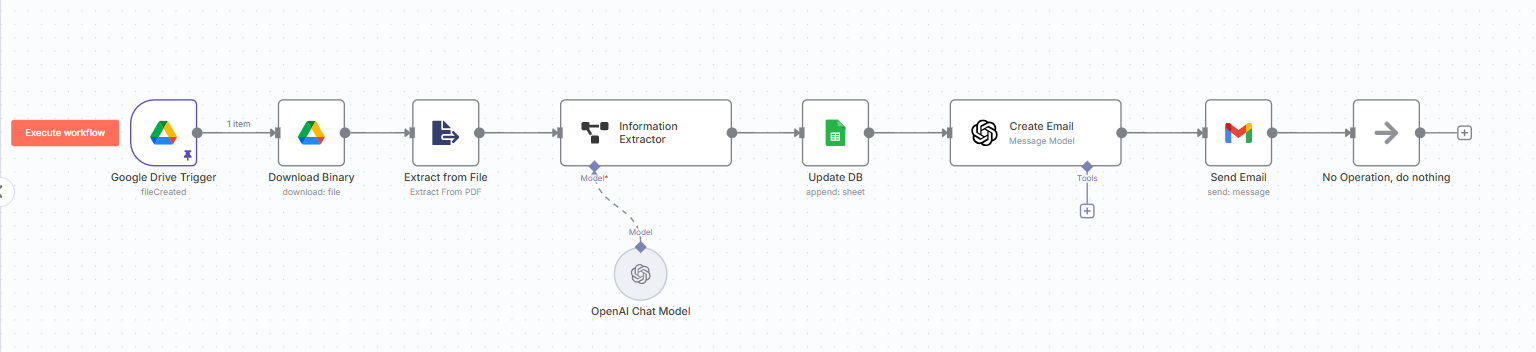 Execute workflow
1 item
Google Drive Trigger
fileCreated
Download Binary
download: file
Extract from File
Extract From PDF
Information
Extractor
Model*
Model
OpenAI Chat Model
Update DB
append: sheet
Create Email
Message Model
Tools
Send Email
send: message
No Operation, do nothing